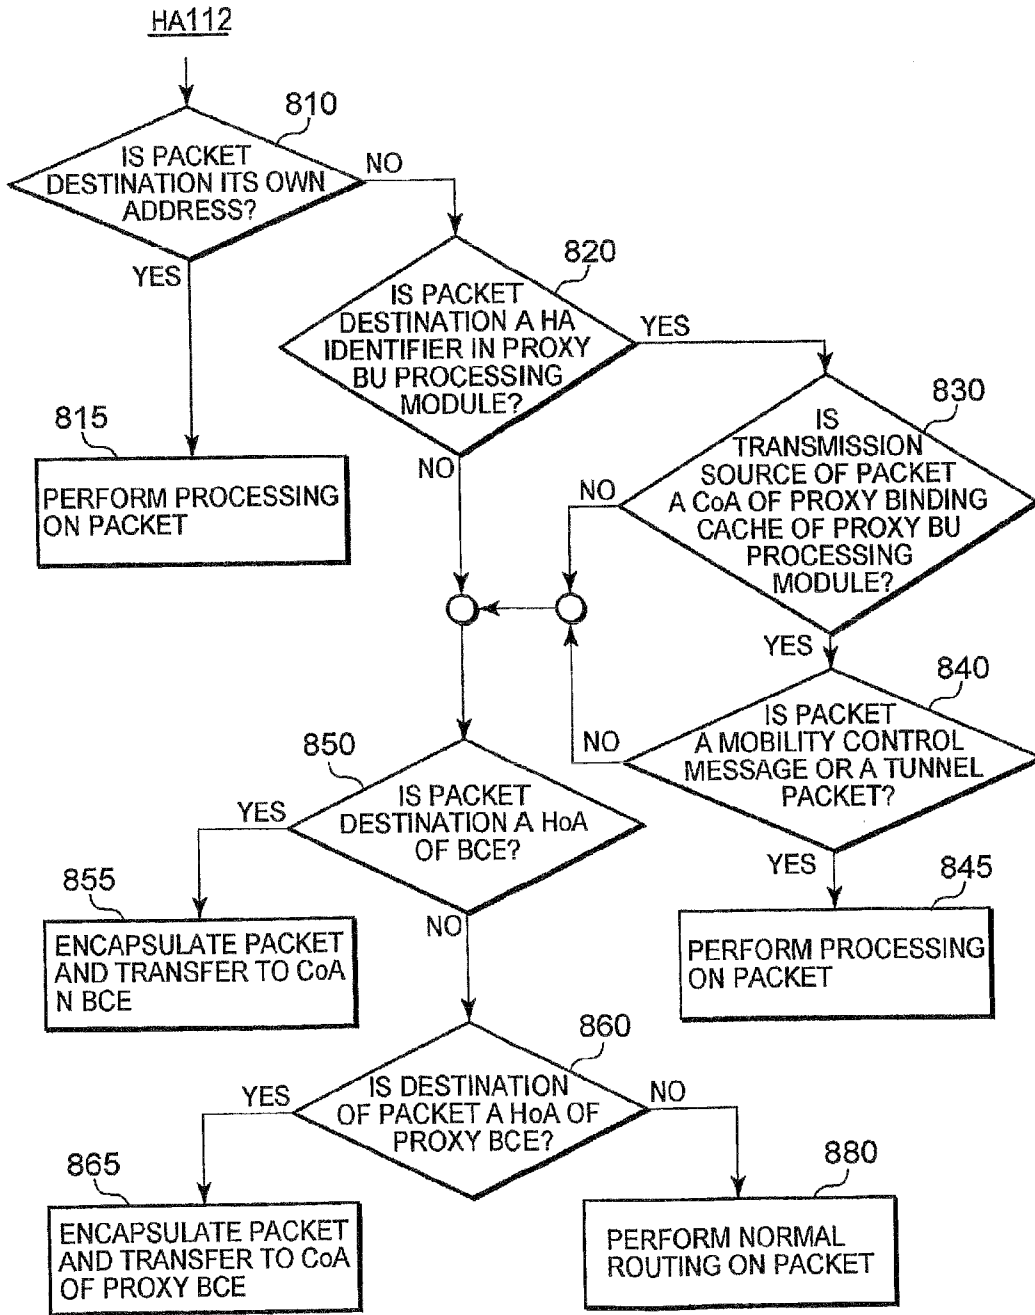 HA112
810
IS PACKET
DESTINATION ITS OWN
ADDRESS?
NO
YES
820
IS PACKET
DESTINATION A HA
IDENTIFIER IN PROXY
BU PROCESSING
MODULE?
YES
NO
815
PERFORM PROCESSING
ON PACKET
830
IS
TRANSMISSION
SOURCE OF PACKET
A CoA OF PROXY BINDING
CACHE OF PROXY BU
PROCESSING
MODULE?
NO
YES
840
IS PACKET
A MOBILITY CONTROL
MESSAGE OR A TUNNEL
PACKET?
NO
YES
845
PERFORM PROCESSING
ON PACKET
850
IS PACKET
DESTINATION A HoA
OF BCE?
YES
NO
855
ENCAPSULATE PACKET
AND TRANSFER TO CoA
N BCE
860
IS DESTINATION
OF PACKET A HoA OF
PROXY BCE?
YES
NO
865
ENCAPSULATE PACKET
AND TRANSFER TO CoA
OF PROXY BCE
880
PERFORM NORMAL
ROUTING ON PACKET